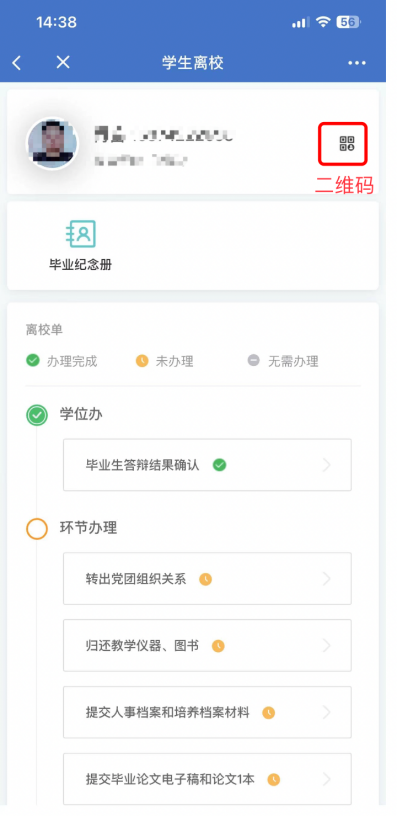 14:38
56
学生离校
二维码
毕业纪念册
离校单
办理完成 未办理 无需办理
学位办
毕业生答辩结果确认
环节办理
转出党团组织关系
归还教学仪器、图书
提交人事档案和培养档案材料
提交毕业论文电子稿和论文1本